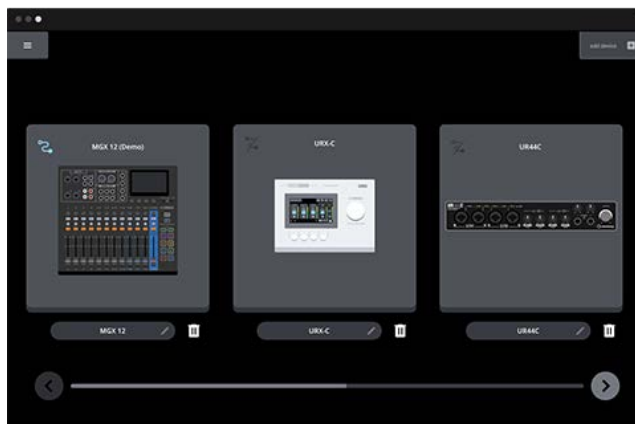 add device
MGX 12 (Demo)
URX-C
UR44C
MGX 12
URX-C
UR44C